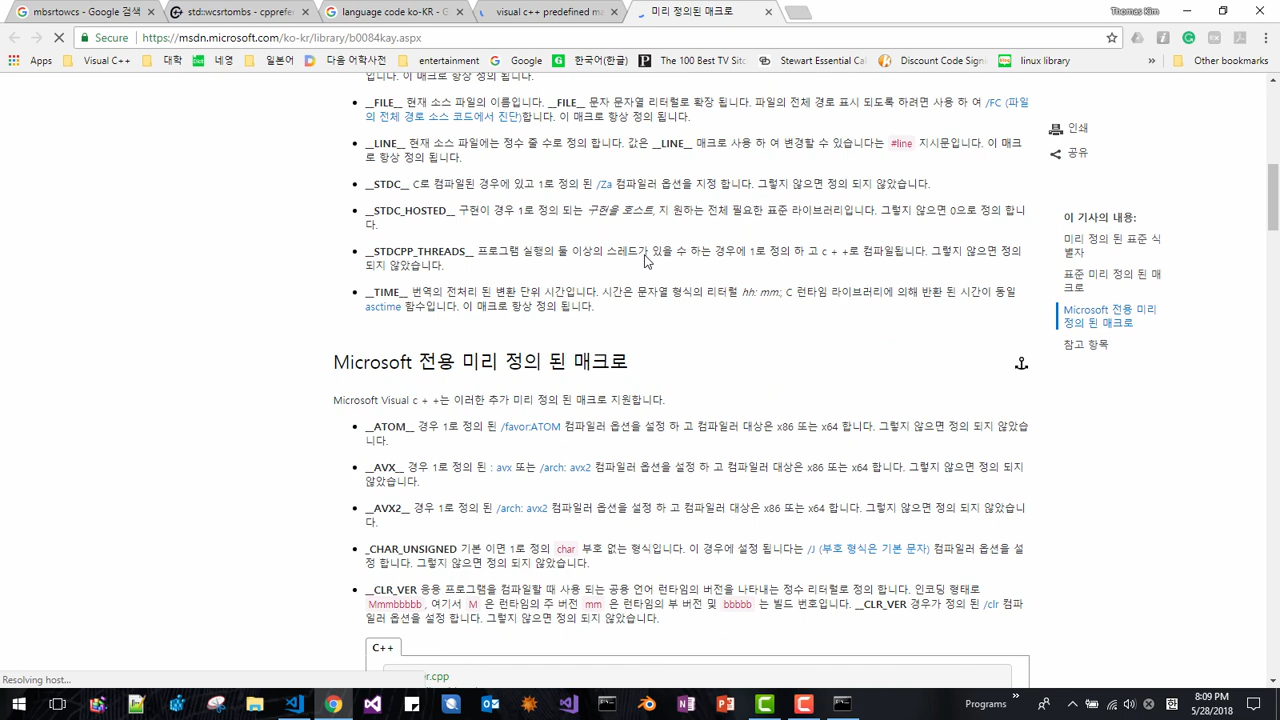 mbsrtowcs - Google 검색
std::wcsrtombs - cpprefer
language code ko-KR - G
visual c++ predefined ma
미리 정의된 매크로
Thomas Kim
Secure
https://msdn.microsoft.com/ko-kr/library/b0084kay.aspx
Apps
Visual C++
대학
네영
일본어
다음 어학사전
entertainment
Google
한국어(한글)
The 100 Best TV Sitc
Stewart Essential Cal
Discount Code Sign
linux library
»
Other bookmarks
입니다. 이 매크로 항상 정의 됩니다.
__FILE__ 현재 소스 파일의 이름입니다. __FILE__ 문자 문자열 리터럴로 확장 됩니다. 파일의 전체 경로 표시 되도록 하려면 사용 하 여 /FC (파일
의 전체 경로 소스 코드에서 진단)합니다. 이 매크로 항상 정의 됩니다.
__LINE__ 현재 소스 파일에는 정수 줄 수로 정의 합니다. 값은 __LINE__ 매크로 사용 하 여 변경할 수 있습니다는 #line 지시문입니다. 이 매크
로 항상 정의 됩니다.
__STDC__ C로 컴파일된 경우에 있고 1로 정의 된 /Za 컴파일러 옵션을 지정 합니다. 그렇지 않으면 정의 되지 않았습니다.
__STDC_HOSTED__ 구현이 경우 1로 정의 되는 구현을 호스트, 지 원하는 전체 필요한 표준 라이브러리입니다. 그렇지 않으면 0으로 정의 합니
다.
__STDCPP_THREADS__ 프로그램 실행의 둘 이상의 스레드가 있을 수 하는 경우에 1로 정의 하 고 c + +로 컴파일됩니다. 그렇지 않으면 정의
되지 않았습니다.
__TIME__ 번역의 전처리 된 변환 단위 시간입니다. 시간은 문자열 형식의 리터럴 hh: mm:; C 런타임 라이브러리에 의해 반환 된 시간이 동일
asctime 함수입니다. 이 매크로 항상 정의 됩니다.
Microsoft 전용 미리 정의 된 매크로
Microsoft Visual c + +는 이러한 추가 미리 정의 된 매크로 지원합니다.
__ATOM__ 경우 1로 정의 된 /favor:ATOM 컴파일러 옵션을 설정 하 고 컴파일러 대상은 x86 또는 x64 합니다. 그렇지 않으면 정의 되지 않았습
니다.
__AVX__ 경우 1로 정의 된 : avx 또는 /arch: avx2 컴파일러 옵션을 설정 하 고 컴파일러 대상은 x86 또는 x64 합니다. 그렇지 않으면 정의 되지
않았습니다.
__AVX2__ 경우 1로 정의 된 /arch: avx2 컴파일러 옵션을 설정 하 고 컴파일러 대상은 x86 또는 x64 합니다. 그렇지 않으면 정의 되지 않았습니
다.
_CHAR_UNSIGNED 기본 이면 1로 정의 char 부호 없는 형식입니다. 이 경우에 설정 됩니다는 /J (부호 형식은 기본 문자) 컴파일러 옵션을 설
정 합니다. 그렇지 않으면 정의 되지 않았습니다.
__CLR_VER 응용 프로그램을 컴파일할 때 사용 되는 공용 언어 런타임의 버전을 나타내는 정수 리터럴로 정의 합니다. 인코딩 형태로
Mmmbbbbb, 여기서 M 은 런타임의 주 버전 mm 은 런타임의 부 버전 및 bbbbb 는 빌드 번호입니다. __CLR_VER 경우가 정의 된 /clr 컴파
일러 옵션을 설정 합니다. 그렇지 않으면 정의 되지 않았습니다.
C++
er.cpp
인쇄
공유
이 기사의 내용:
미리 정의 된 표준 식
별자
표준 미리 정의 된 매
크로
Microsoft 전용 미리
정의 된 매크로
참고 항목
Resolving host...
Programs
»
8:09 PM
5/28/2018